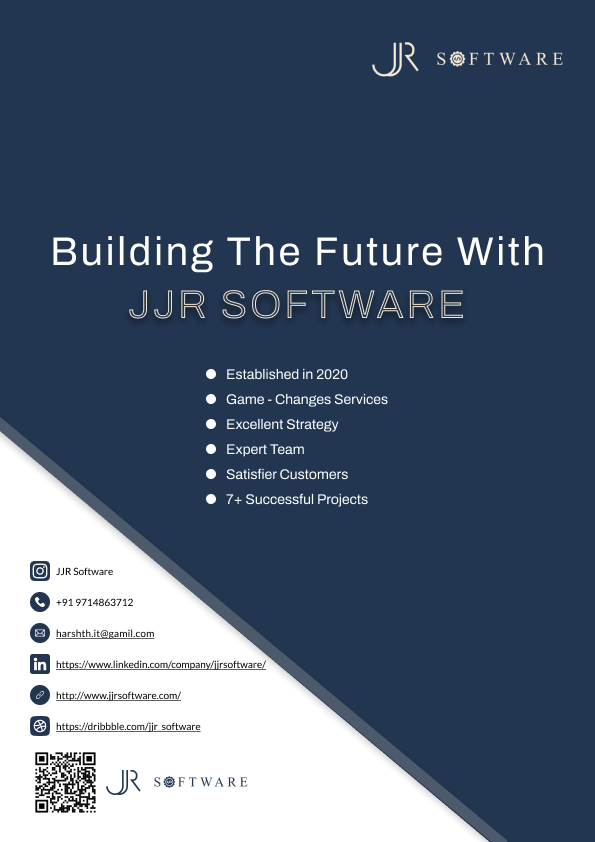 JJR SOFTWARE
Building The Future With
JJR SOFTWARE
Established in 2020
Game - Changes Services
Excellent Strategy
Expert Team
Satisfier Customers
7+ Successful Projects
JJR Software
+91 9714863712
harshth.it@gamil.com
https://www.linkedin.com/company/jjrsoftware/
http://www.jjrsoftware.com/
https://dribbble.com/jjr_software
JJR SOFTWARE